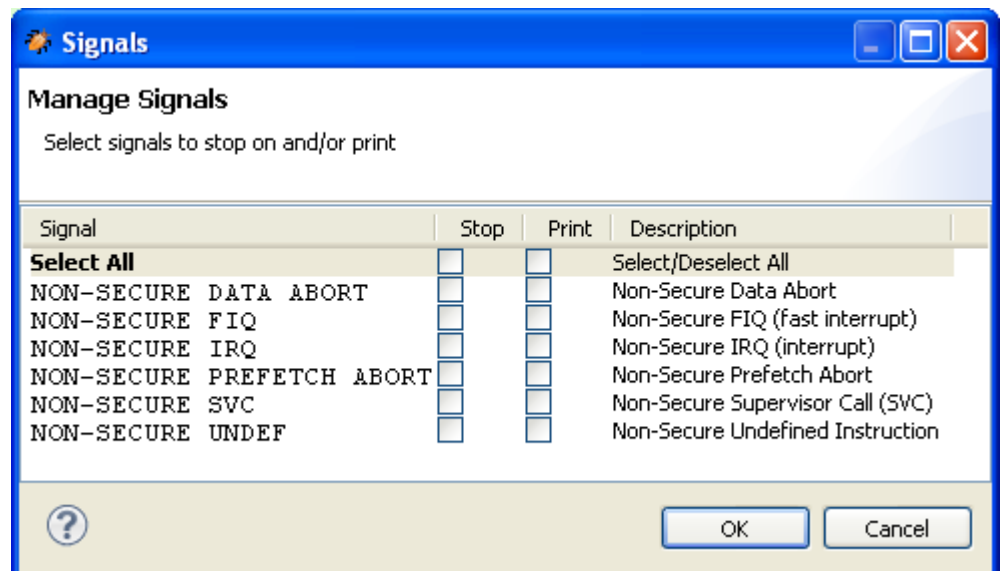 Signals
Manage Signals
Select signals to stop on and/or print
Signal Stop Print Description
Select All Select/Deselect All
NON-SECURE DATA ABORT Non-Secure Data Abort
NON-SECURE FIQ Non-Secure FIQ (fast interrupt)
NON-SECURE IRQ Non-Secure IRQ (interrupt)
NON-SECURE PREFETCH ABORT Non-Secure Prefetch Abort
NON-SECURE SVC Non-Secure Supervisor Call (SVC)
NON-SECURE UNDEF Non-Secure Undefined Instruction
? OK Cancel